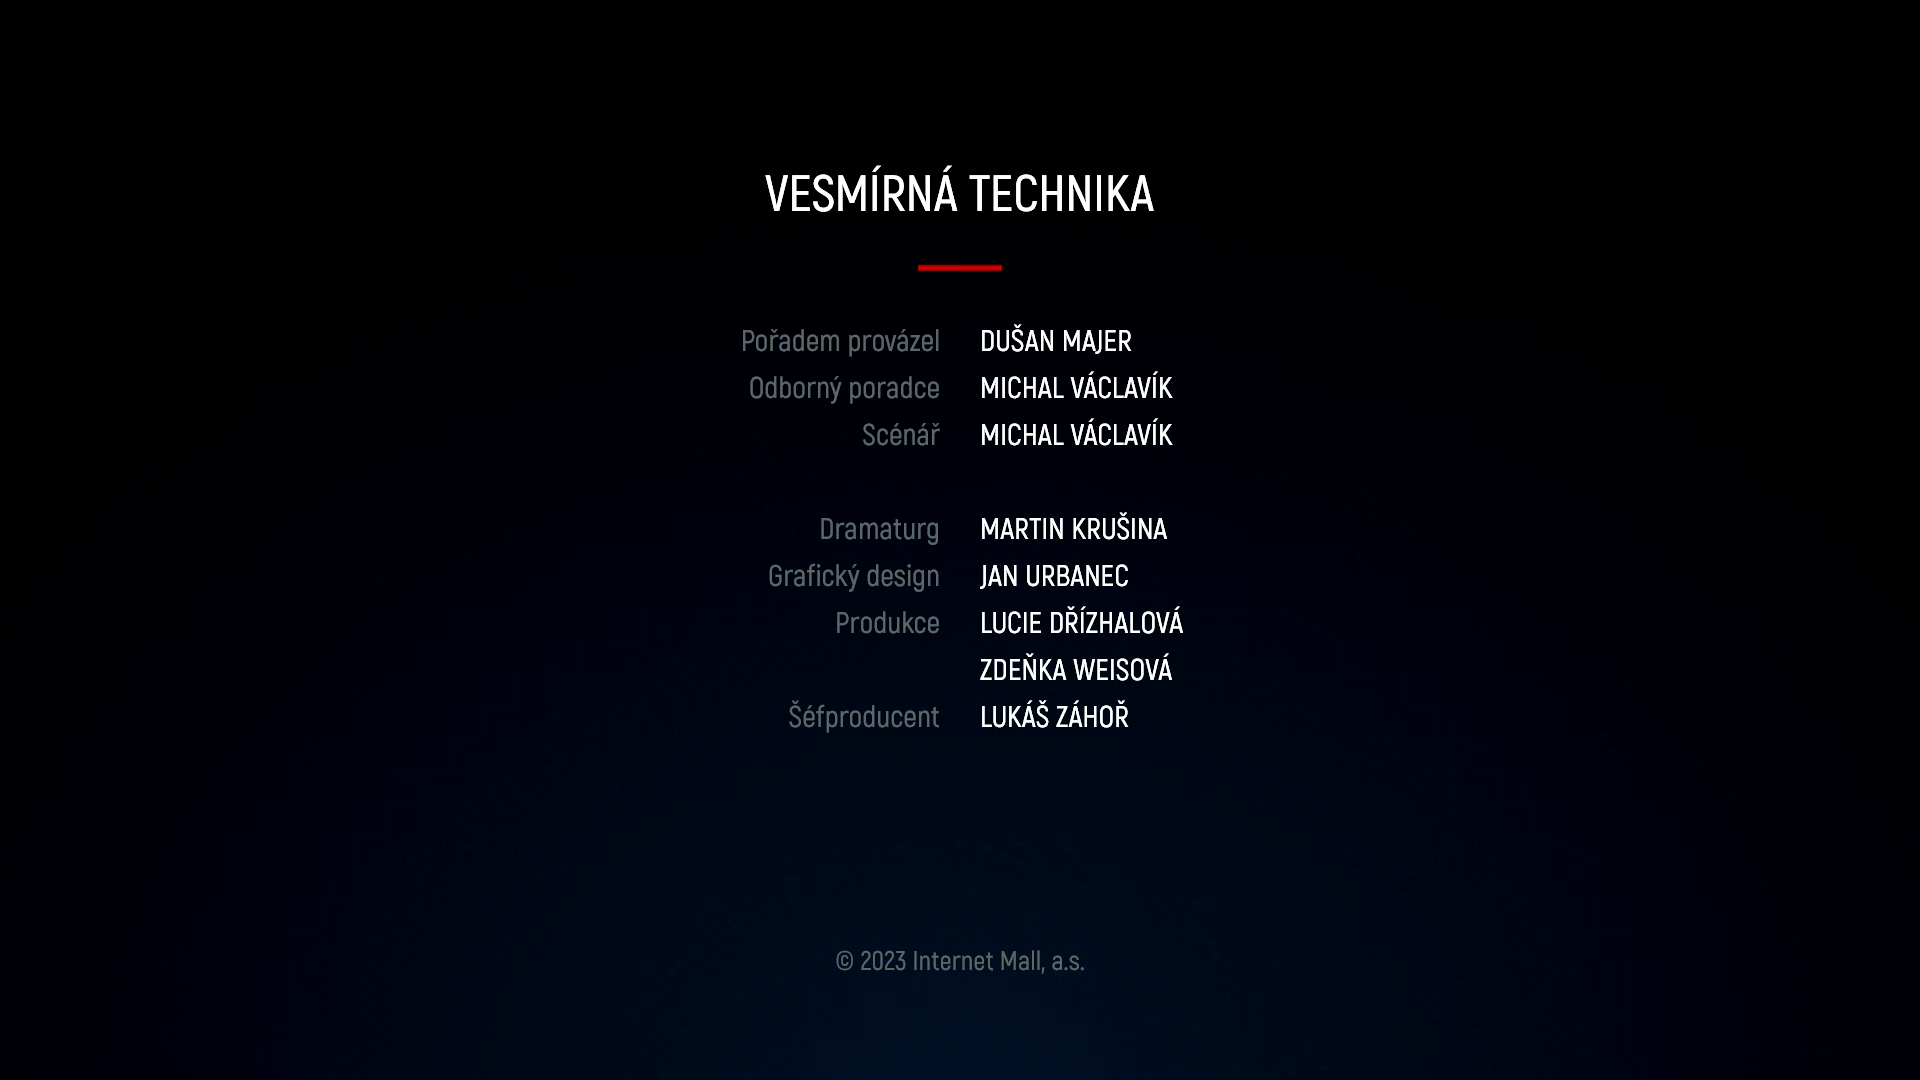 VESMÍRNÁ TECHNIKA
Pořadem provázel DUŠAN MAJER
Odborný poradce MICHAL VÁCLAVÍK
Scénář MICHAL VÁCLAVÍK
Dramaturg MARTIN KRUŠINA
Grafický design JAN URBANEC
Produkce LUCIE DŘÍZHALOVÁ
ZDEŇKA WEISOVÁ
Šéfproducent LUKÁŠ ZÁHOŘ
© 2023 Internet Mall, a.s.